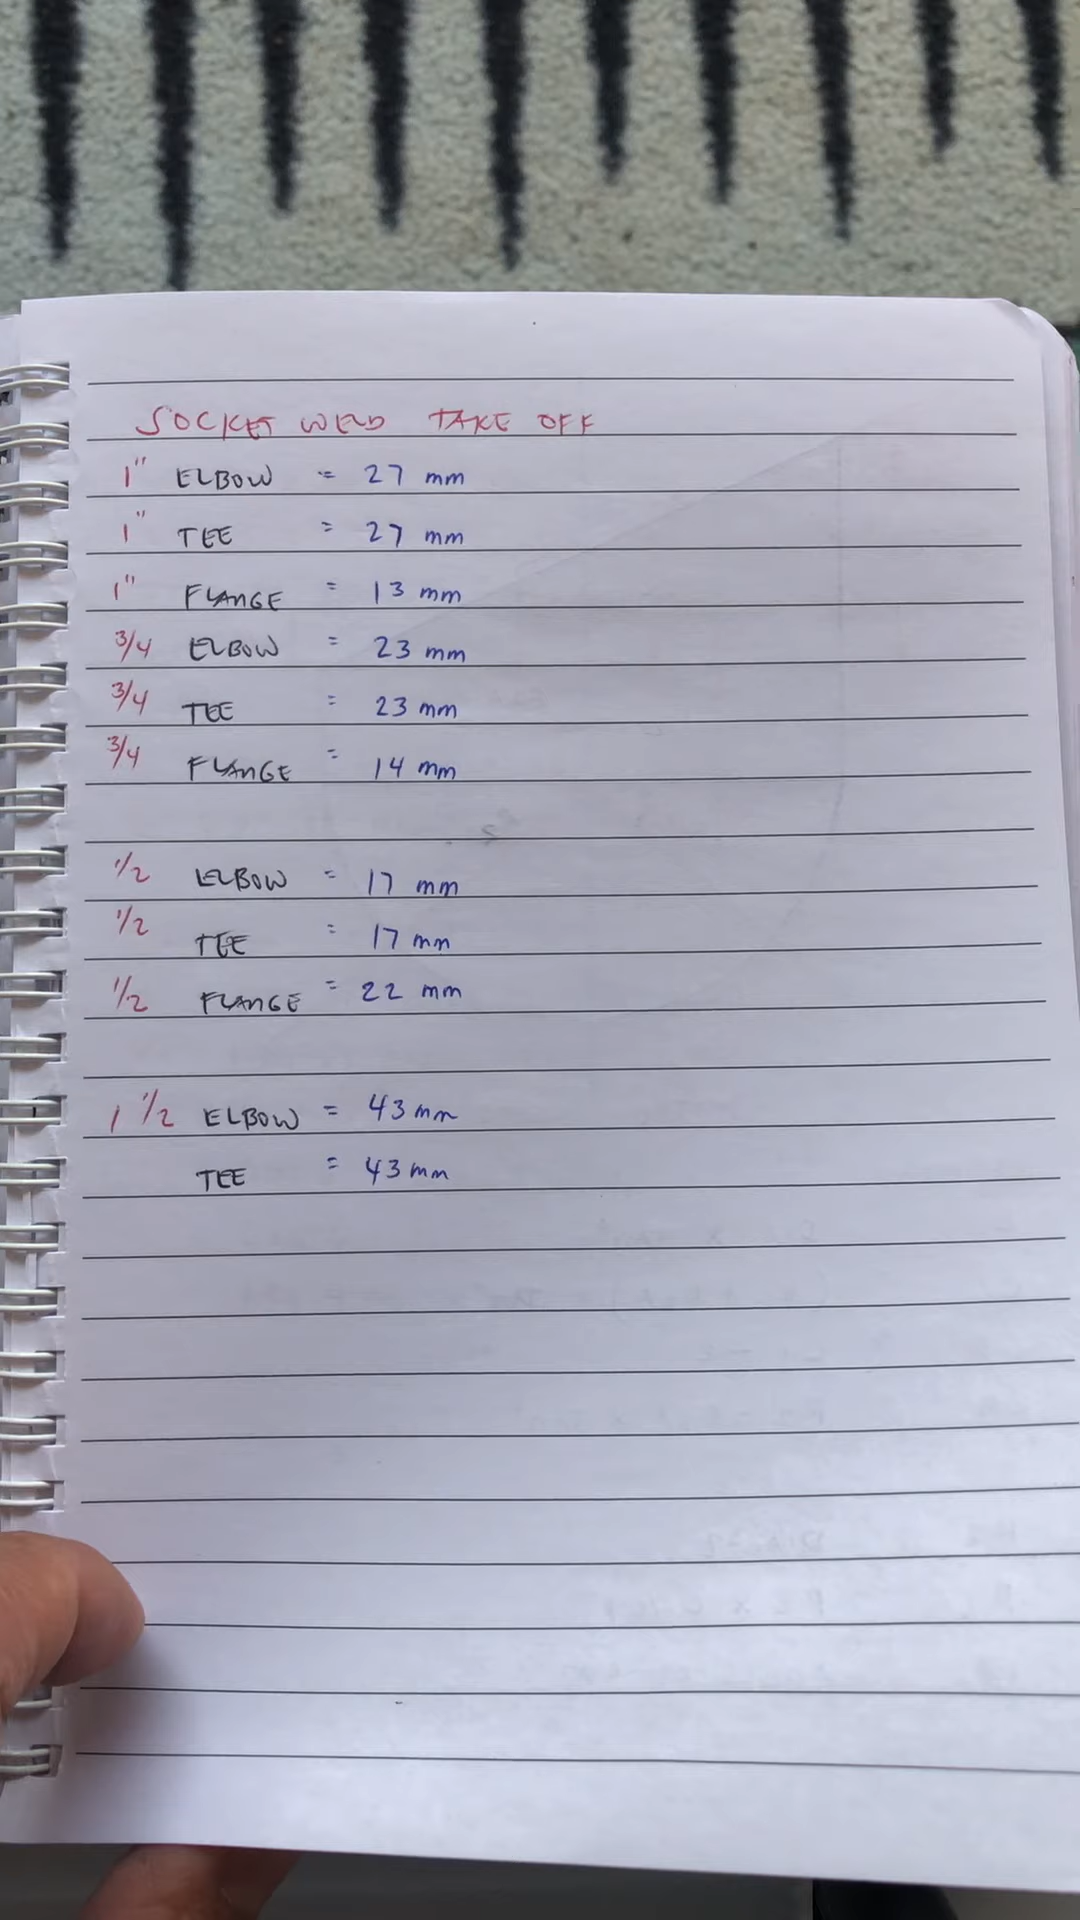 SOCKET WELD TAKE OFF
1" ELBOW = 27 mm
1" TEE = 27 mm
1" FLANGE = 13 mm
3/4 ELBOW = 23 mm
3/4 TEE = 23 mm
3/4 FLANGE = 14 mm
1/2 ELBOW = 17 mm
1/2 TEE = 17 mm
1/2 FLANGE = 22 mm
1 1/2 ELBOW = 43 mm
TEE = 43 mm